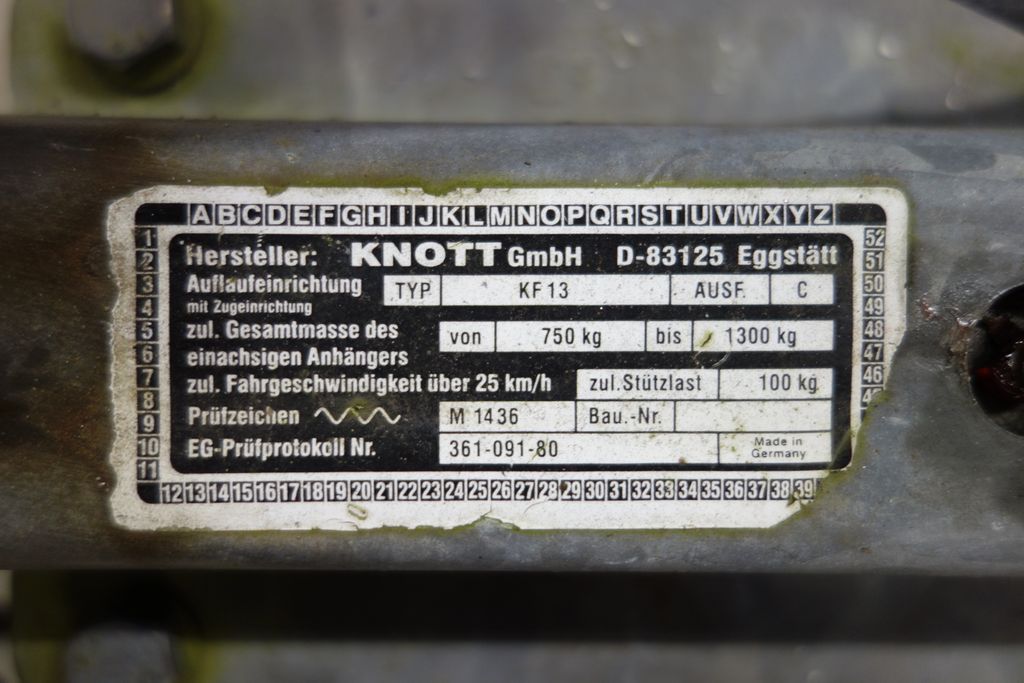 ABCDEFGHIJKLMNOPQRSTUVWXYZ
1 2 3 4 5 6 7 8 9 10 11
Hersteller: KNOTT GmbH D-83125 Eggstätt
Auflaufeinrichtung TYP KF 13 AUSF. C
mit Zugeinrichtung
zul. Gesamtmasse des von 750 kg bis 1300 kg
einachsigen Anhängers
zul. Fahrgeschwindigkeit über 25 km/h zul.Stützlast 100 kg
Prüfzeichen M 1436 Bau.-Nr.
EG-Prüfprotokoll Nr. 361-091-80 Made in
Germany
52 51 50 49 48 47 46
12 13 14 15 16 17 18 19 20 21 22 23 24 25 26 27 28 29 30 31 32 33 34 35 36 37 38 39